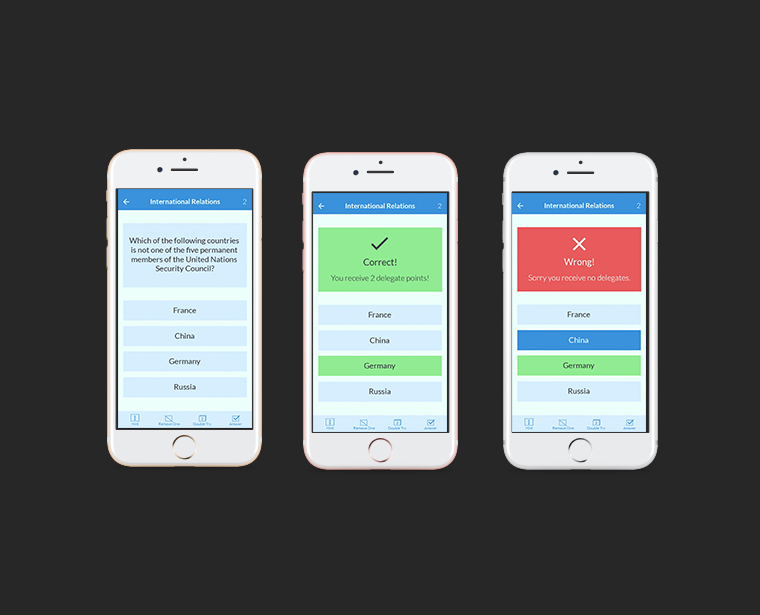 International Relations 2
Which of the following countries
is not one of the five permanent
members of the United Nations
Security Council?
France
China
Germany
Russia
Hint Remove One Double Try Answer
International Relations 2
Correct!
You receive 2 delegate points!
France
China
Germany
Russia
Hint Remove One Double Try Answer
International Relations 2
Wrong!
Sorry you receive no delegates.
France
China
Germany
Russia
Hint Remove One Double Try Answer